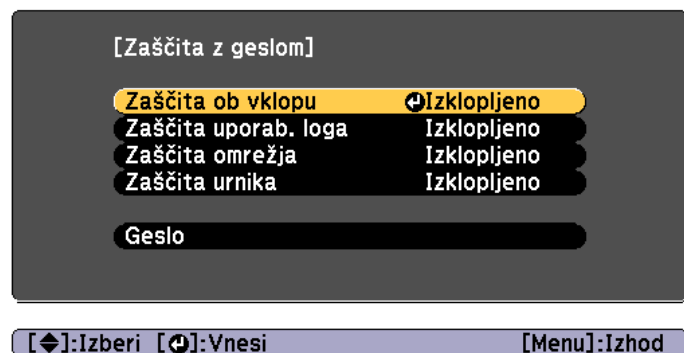 [Zaščita z geslom]
Zaščita ob vklopu Izklopljeno
Zaščita uporab. loga Izklopljeno
Zaščita omrežja Izklopljeno
Zaščita urnika Izklopljeno
Geslo
[◆]:Izberi [⏎]:Vnesi [Menu]:Izhod